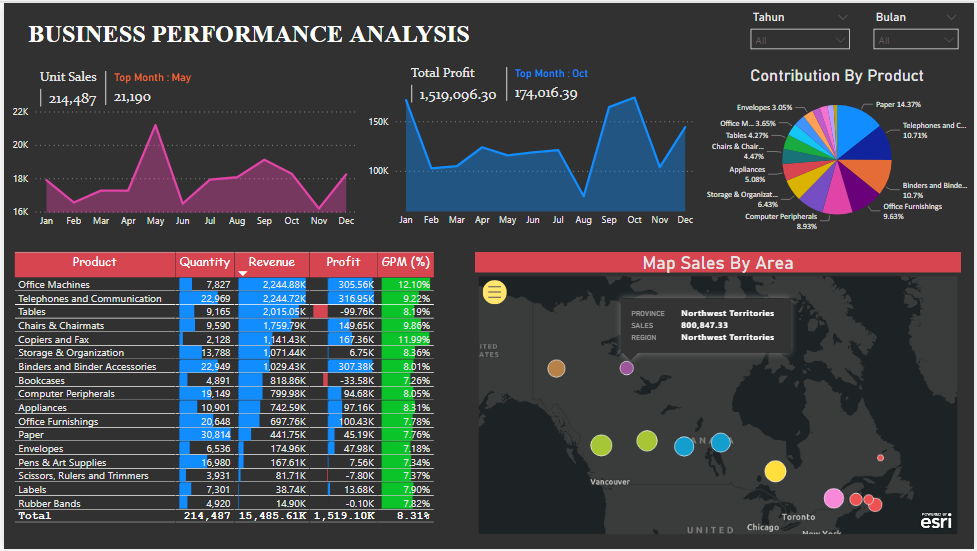 BUSINESS PERFORMANCE ANALYSIS
Tahun
All
Bulan
All
Unit Sales
214,487
Top Month : May
21,190
22K
20K
18K
16K
Jan Feb Mar Apr May Jun Jul Aug Sep Oct Nov Dec
Total Profit
1,519,096.30
Top Month : Oct
174,016.39
150K
100K
Jan Feb Mar Apr May Jun Jul Aug Sep Oct Nov Dec
Contribution By Product
Paper 14.37%
Telephones and C...
10.71%
Binders and Binde...
10.7%
Office Furnishings
9.63%
Computer Peripherals
8.93%
Storage & Organizat...
6.43%
Appliances
5.08%
Chairs & Chair...
4.47%
Tables 4.27%
Office M... 3.65%
Envelopes 3.05%
Product Quantity Revenue Profit GPM (%)
Office Machines 7,827 2,244.88K 305.56K 12.10%
Telephones and Communication 22,969 2,244.72K 316.95K 9.22%
Tables 9,165 2,015.05K -99.76K 8.19%
Chairs & Chairmats 9,590 1,759.79K 149.65K 9.86%
Copiers and Fax 2,128 1,141.43K 167.36K 11.99%
Storage & Organization 13,788 1,071.44K 6.75K 8.36%
Binders and Binder Accessories 22,949 1,029.43K 307.38K 8.01%
Bookcases 4,891 818.86K -33.58K 7.26%
Computer Peripherals 19,149 799.98K 94.68K 8.05%
Appliances 10,901 742.59K 97.16K 8.31%
Office Furnishings 20,648 697.76K 100.43K 7.78%
Paper 30,814 441.75K 45.19K 7.76%
Envelopes 6,536 174.96K 47.98K 7.18%
Pens & Art Supplies 16,980 167.61K 7.56K 7.34%
Scissors, Rulers and Trimmers 3,931 81.71K -7.80K 7.37%
Labels 7,301 38.74K 13.68K 7.90%
Rubber Bands 4,920 14.90K -0.10K 7.82%
Total 214,487 15,485.61K 1,519.10K 8.31%
Map Sales By Area
PROVINCE Northwest Territories
SALES 800,847.33
REGION Northwest Territories
ITED
ATES
CANADA
Vancouver
Toronto
UNITED
Chicago
New York
POWERED BY
esri